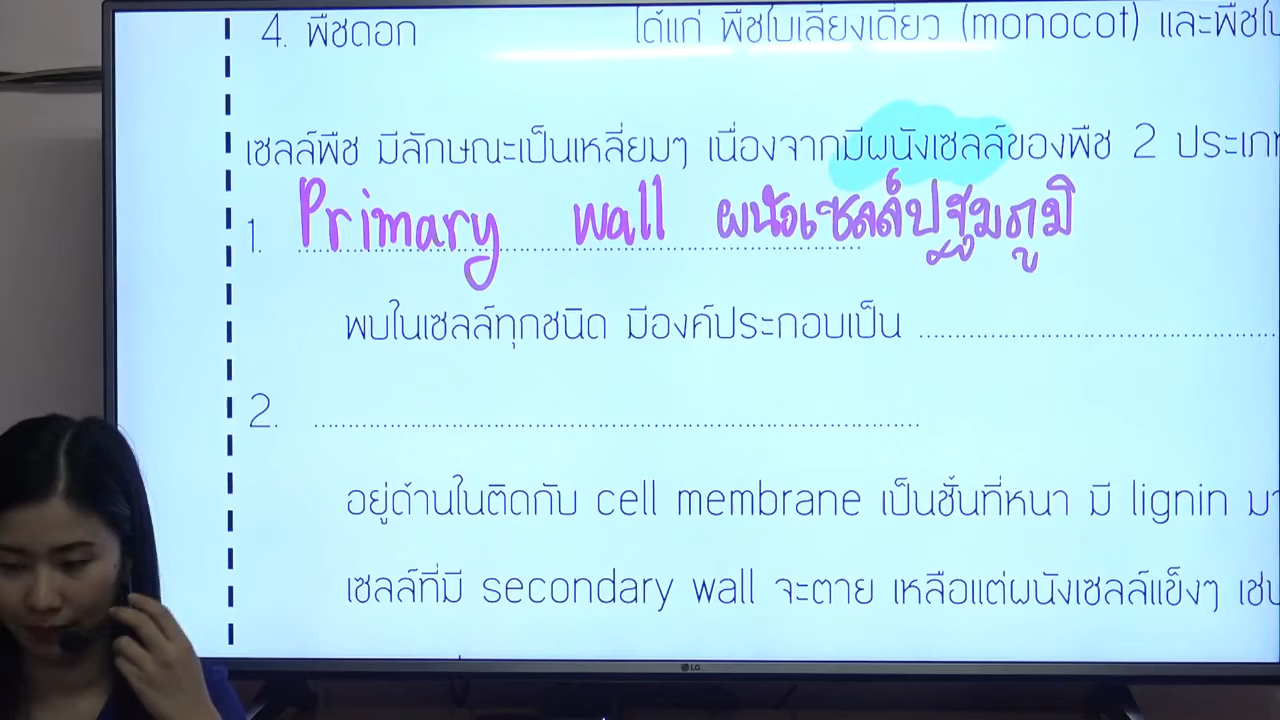 4. พืชดอก ได้แก่ พืชใบเลี้ยงเดี่ยว (monocot) และพืชใบ
เซลล์พืช มีลักษณะเป็นเหลี่ยมๆ เนื่องจากมีผนังเซลล์ของพืช 2 ประเภท
1. Primary wall ผนังเซลล์ปฐมภูมิ
พบในเซลล์ทุกชนิด มีองค์ประกอบเป็น ........................................
2. ........................................
อยู่ด้านในติดกับ cell membrane เป็นชั้นที่หนา มี lignin
เซลล์ที่มี secondary wall จะตาย เหลือแต่ผนังเซลล์แข็งๆ เช่น
LG